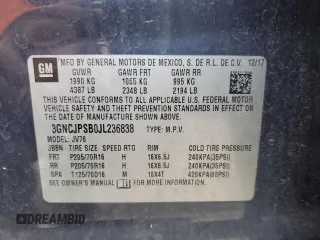 GM
MFD BY GENERAL MOTORS DE MEXICO, S. DE R.L. DE C.V. 12/17
GVWR GAWR FRT GAWR RR
1990 KG 1065 KG 995 KG
4387 LB 2348 LB 2194 LB
THIS VEHICLE CONFORMS TO ALL APPLICABLE U.S. FEDERAL
MOTOR VEHICLE SAFETY, BUMPER, AND THEFT PREVENTION
STANDARDS IN EFFECT ON THE DATE OF MANUFACTURE SHOWN ABOVE.
3GNCJPSB0JL236838 TYPE: M.P.V.
MODEL: JV76
TIRE SIZE SPEED RTG RIM COLD TIRE PRESSURE
FRT P205/70R16 H 16X6.5J 240KPA(35PSI)
RR P205/70R16 H 16X6.5J 240KPA(35PSI)
SPA T125/70D16 M 16X4T 420KPA(60PSI)
SEE OWNER'S MANUAL FOR ADDITIONAL INFORMATION
GRID AND BID